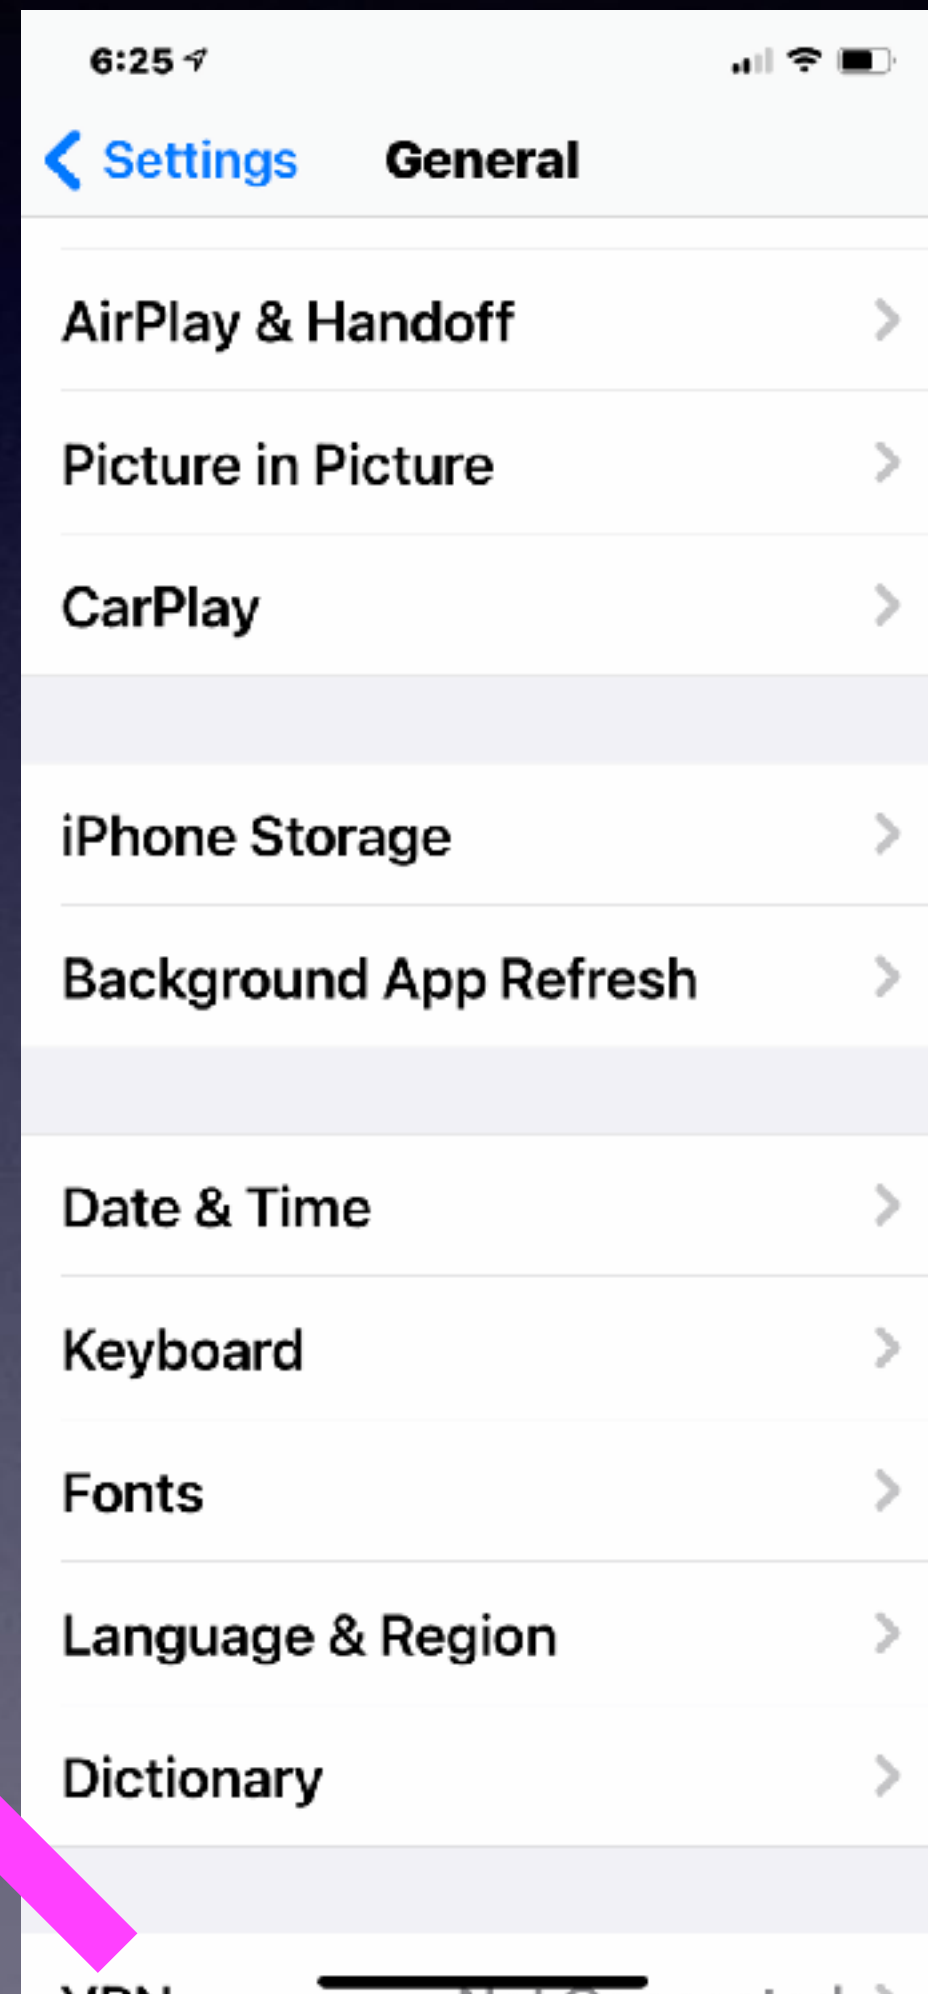 6:25
Settings General
AirPlay & Handoff
Picture in Picture
CarPlay
iPhone Storage
Background App Refresh
Date & Time
Keyboard
Fonts
Language & Region
Dictionary
VPN